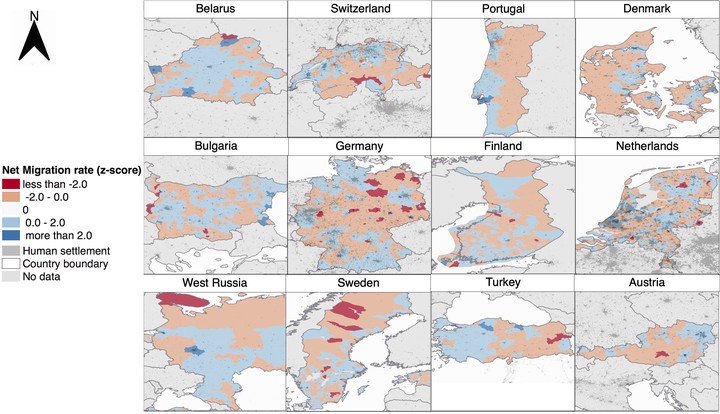 N
Belarus
Switzerland
Portugal
Denmark
Bulgaria
Germany
Finland
Netherlands
Net Migration rate (z-score)
less than -2.0
-2.0 - 0.0
0
0.0 - 2.0
more than 2.0
Human settlement
Country boundary
No data
West Russia
Sweden
Turkey
Austria